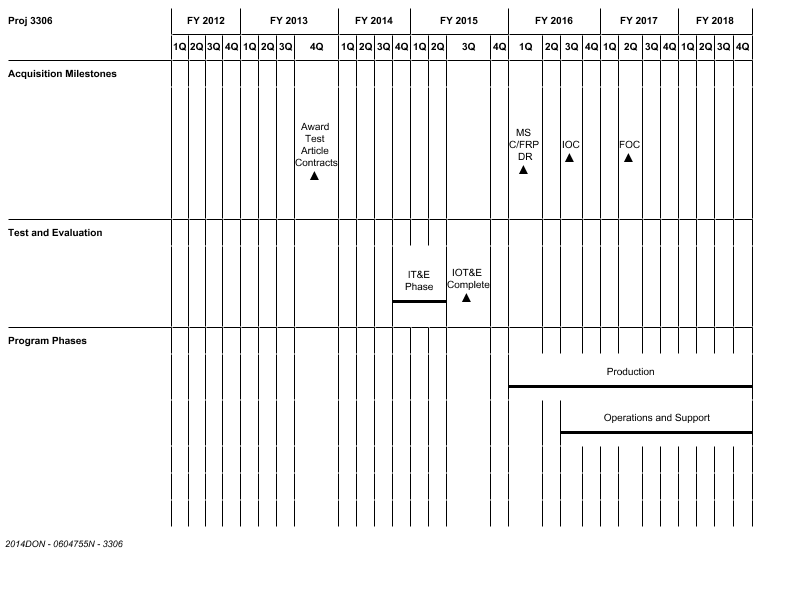 Proj 3306 FY 2012 FY 2013 FY 2014 FY 2015 FY 2016 FY 2017 FY 2018
1Q 2Q 3Q 4Q 1Q 2Q 3Q 4Q 1Q 2Q 3Q 4Q 1Q 2Q 3Q 4Q 1Q 2Q 3Q 4Q 1Q 2Q 3Q 4Q 1Q 2Q 3Q 4Q
Acquisition Milestones
Award
Test
Article
Contracts
MS
C/FRP
DR
IOC
FOC
Test and Evaluation
IT&E
Phase
IOT&E
Complete
Program Phases
Production
Operations and Support
2014DON - 0604755N - 3306